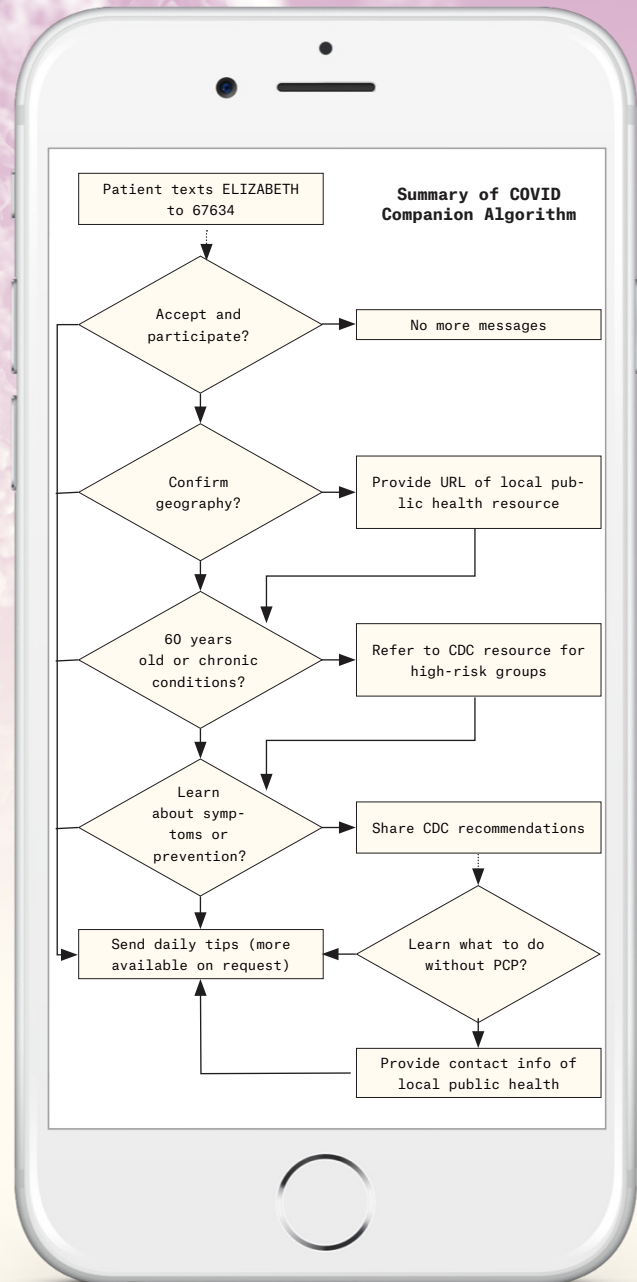 Patient texts ELIZABETH
to 67634
Summary of COVID
Companion Algorithm
Accept and
participate?
No more messages
Confirm
geography?
Provide URL of local pub-
lic health resource
60 years
old or chronic
conditions?
Refer to CDC resource for
high-risk groups
Learn
about symp-
toms or
prevention?
Share CDC recommendations
Send daily tips (more
available on request)
Learn what to do
without PCP?
Provide contact info of
local public health